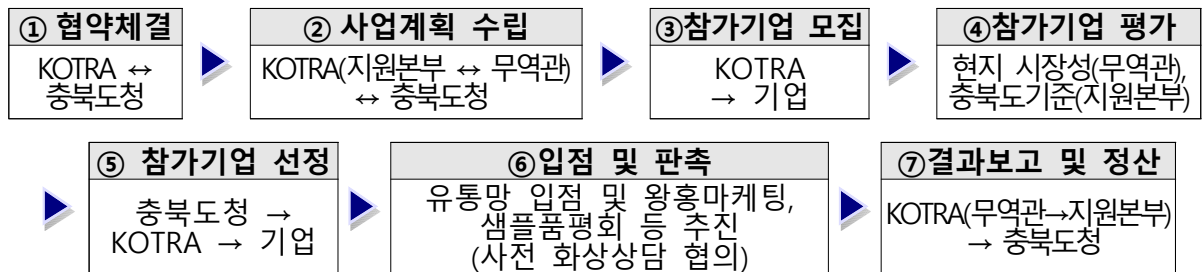 ① 협약체결
KOTRA ↔
충북도청
② 사업계획 수립
KOTRA(지원본부 ↔ 무역관)
↔ 충북도청
③참가기업 모집
KOTRA
→ 기업
④참가기업 평가
현지 시장성(무역관),
충북도기준(지원본부)
⑤ 참가기업 선정
충북도청 →
KOTRA → 기업
⑥입점 및 판촉
유통망 입점 및 왕홍마케팅,
샘플품평회 등 추진
(사전 화상상담 협의)
⑦결과보고 및 정산
KOTRA(무역관→지원본부)
→ 충북도청